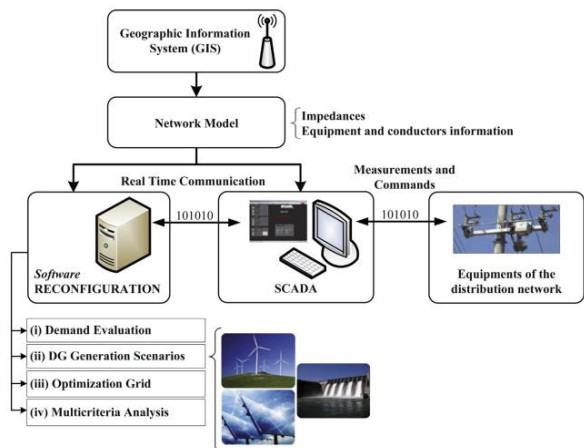 Geographic Information
System (GIS)
Network Model
Impedances
Equipment and conductors information
Real Time Communication
Measurements and
Commands
101010
101010
Software
RECONFIGURATION
SCADA
Equipments of the
distribution network
(i) Demand Evaluation
(ii) DG Generation Scenarios
(iii) Optimization Grid
(iv) Multicriteria Analysis